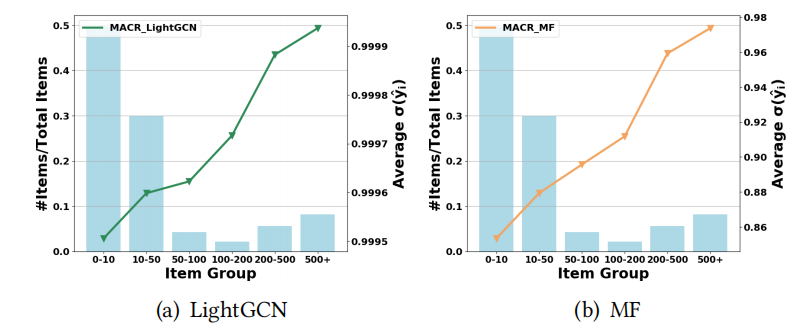 MACR_LightGCN
0.5
0.4
0.3
0.2
0.1
0.0
#Items/Total Items
0.9999
0.9998
0.9997
0.9996
0.9995
Average σ(ŷᵢ)
0-10 10-50 50-100 100-200 200-500 500+
Item Group
(a) LightGCN
MACR_MF
0.5
0.4
0.3
0.2
0.1
0.0
#Items/Total Items
0.98
0.96
0.94
0.92
0.90
0.88
0.86
Average σ(ŷᵢ)
0-10 10-50 50-100 100-200 200-500 500+
Item Group
(b) MF